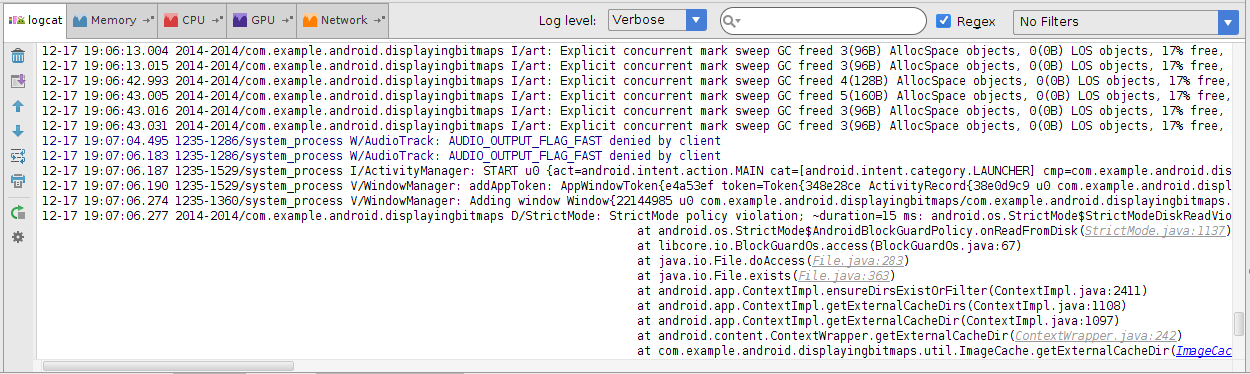 logcat Memory CPU GPU Network Log level: Verbose Regex No Filters
12-17 19:06:13.004 2014-2014/com.example.android.displayingbitmaps I/art: Explicit concurrent mark sweep GC freed 3(96B) AllocSpace objects, 0(0B) LOS objects, 17% free,
12-17 19:06:13.015 2014-2014/com.example.android.displayingbitmaps I/art: Explicit concurrent mark sweep GC freed 3(96B) AllocSpace objects, 0(0B) LOS objects, 17% free,
12-17 19:06:42.993 2014-2014/com.example.android.displayingbitmaps I/art: Explicit concurrent mark sweep GC freed 4(128B) AllocSpace objects, 0(0B) LOS objects, 17% free
12-17 19:06:43.005 2014-2014/com.example.android.displayingbitmaps I/art: Explicit concurrent mark sweep GC freed 5(160B) AllocSpace objects, 0(0B) LOS objects, 17% free
12-17 19:06:43.016 2014-2014/com.example.android.displayingbitmaps I/art: Explicit concurrent mark sweep GC freed 3(96B) AllocSpace objects, 0(0B) LOS objects, 17% free,
12-17 19:06:43.031 2014-2014/com.example.android.displayingbitmaps I/art: Explicit concurrent mark sweep GC freed 3(96B) AllocSpace objects, 0(0B) LOS objects, 17% free,
12-17 19:07:04.495 1235-1286/system_process W/AudioTrack: AUDIO_OUTPUT_FLAG_FAST denied by client
12-17 19:07:06.183 1235-1286/system_process W/AudioTrack: AUDIO_OUTPUT_FLAG_FAST denied by client
12-17 19:07:06.187 1235-1529/system_process I/ActivityManager: START u0 {act=android.intent.action.MAIN cat=[android.intent.category.LAUNCHER] cmp=com.example.android.dis
12-17 19:07:06.190 1235-1529/system_process V/WindowManager: addAppToken: AppWindowToken{e4a53ef token=Token{348e28ce ActivityRecord{38e0d9c9 u0 com.example.android.displ
12-17 19:07:06.274 1235-1360/system_process V/WindowManager: Adding window Window{22144985 u0 com.example.android.displayingbitmaps/com.example.android.displayingbitmaps.
12-17 19:07:06.277 2014-2014/com.example.android.displayingbitmaps D/StrictMode: StrictMode policy violation; ~duration=15 ms: android.os.StrictMode$StrictModeDiskReadVio
at android.os.StrictMode$AndroidBlockGuardPolicy.onReadFromDisk(StrictMode.java:1137)
at libcore.io.BlockGuardOs.access(BlockGuardOs.java:67)
at java.io.File.doAccess(File.java:283)
at java.io.File.exists(File.java:363)
at android.app.ContextImpl.ensureDirsExistOrFilter(ContextImpl.java:2411)
at android.app.ContextImpl.getExternalCacheDirs(ContextImpl.java:1108)
at android.app.ContextImpl.getExternalCacheDir(ContextImpl.java:1097)
at android.content.ContextWrapper.getExternalCacheDir(ContextWrapper.java:242)
at com.example.android.displayingbitmaps.util.ImageCache.getExternalCacheDir(ImageCac